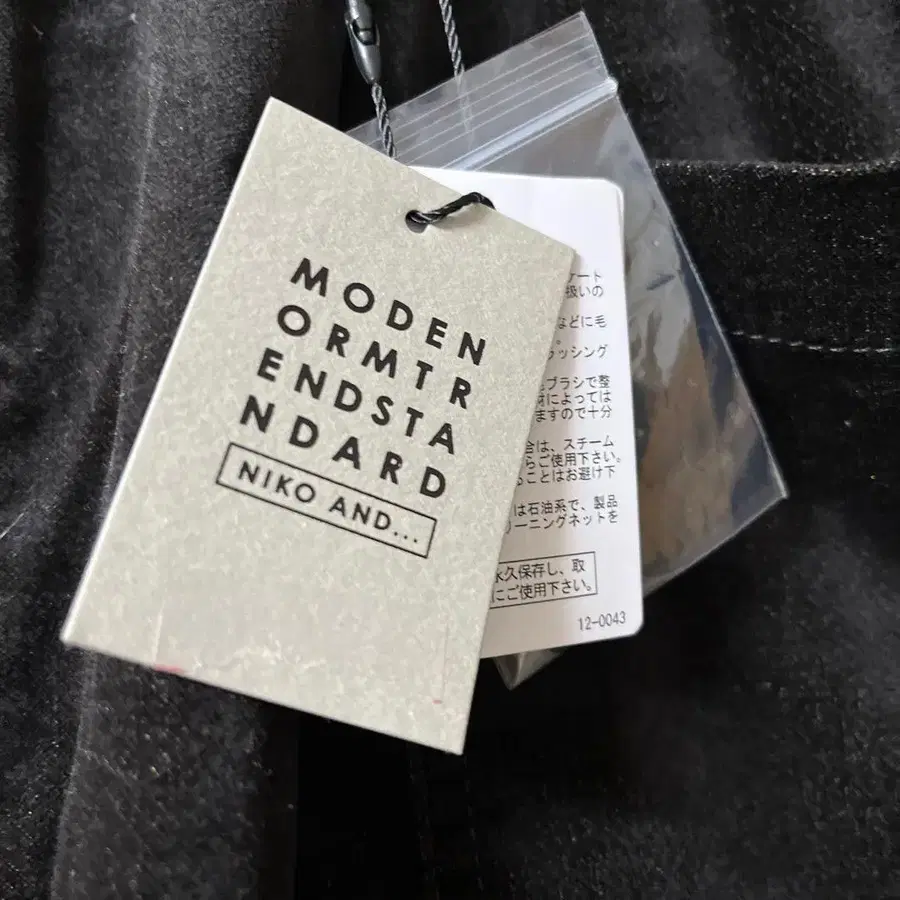 MODEN
ORMTR
ENDSTA
NDARD
NIKO AND...
ケート
扱いの
などに毛
。
ラッシング
ブラシで整
材によっては
ますので十分
合は、スチーム
らご使用下さい。
ることはお避け下
は石油系で、製品
リーニングネットを
永久保存し、取
にご使用下さい。
12-0043